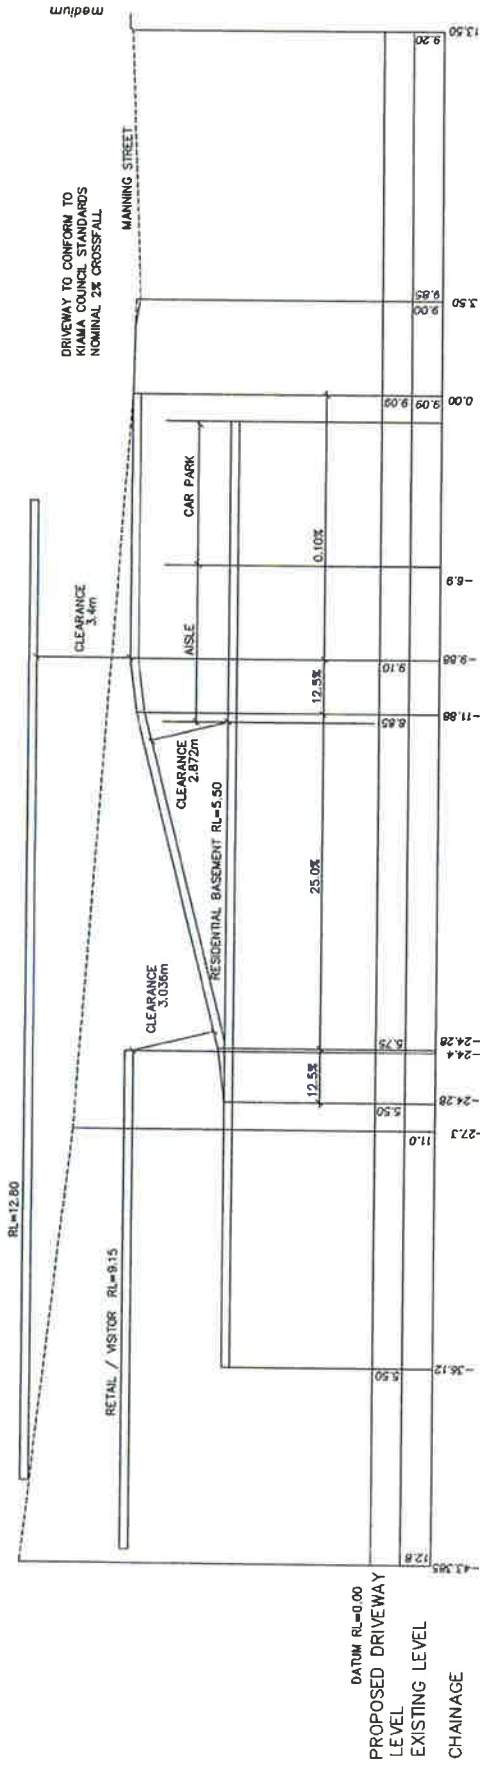 medium
DRIVEWAY TO CONFORM TO
KIAMA COUNCIL STANDARDS
NOMINAL 2% CROSSFALL
MANNING STREET
RL=12.80
CLEARANCE
3.4m
CAR PARK
AISLE
CLEARANCE
2.872m
RESIDENTIAL BASEMENT RL=5.50
CLEARANCE
3.036m
RETAIL / VISITOR RL=9.15
12.5%
25.0%
12.5%
0.10%
DATUM RL=0.00
PROPOSED DRIVEWAY
LEVEL
5.50
5.50
5.75
8.85
9.10
9.09
EXISTING LEVEL
12.8
11.0
9.09
9.00
9.85
9.20
CHAINAGE
-43.385
-36.12
-27.3
-24.28
-24.4
-24.28
-11.88
-9.88
-6.9
0.00
3.50
13.50